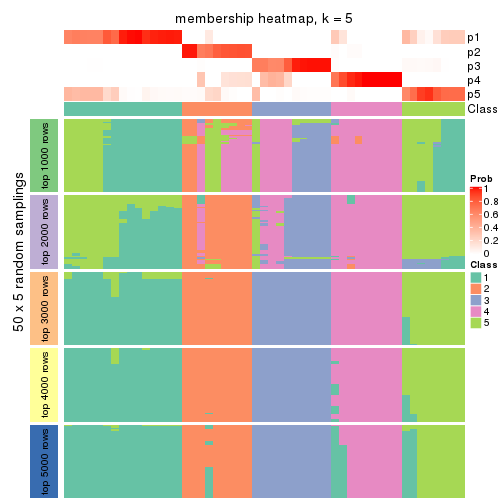 membership heatmap, k = 5
p1
p2
p3
p4
p5
Class
50 x 5 random samplings
top 1000 rows
top 2000 rows
top 3000 rows
top 4000 rows
top 5000 rows
Prob
1
0.8
0.6
0.4
0.2
0
Class
1
2
3
4
5